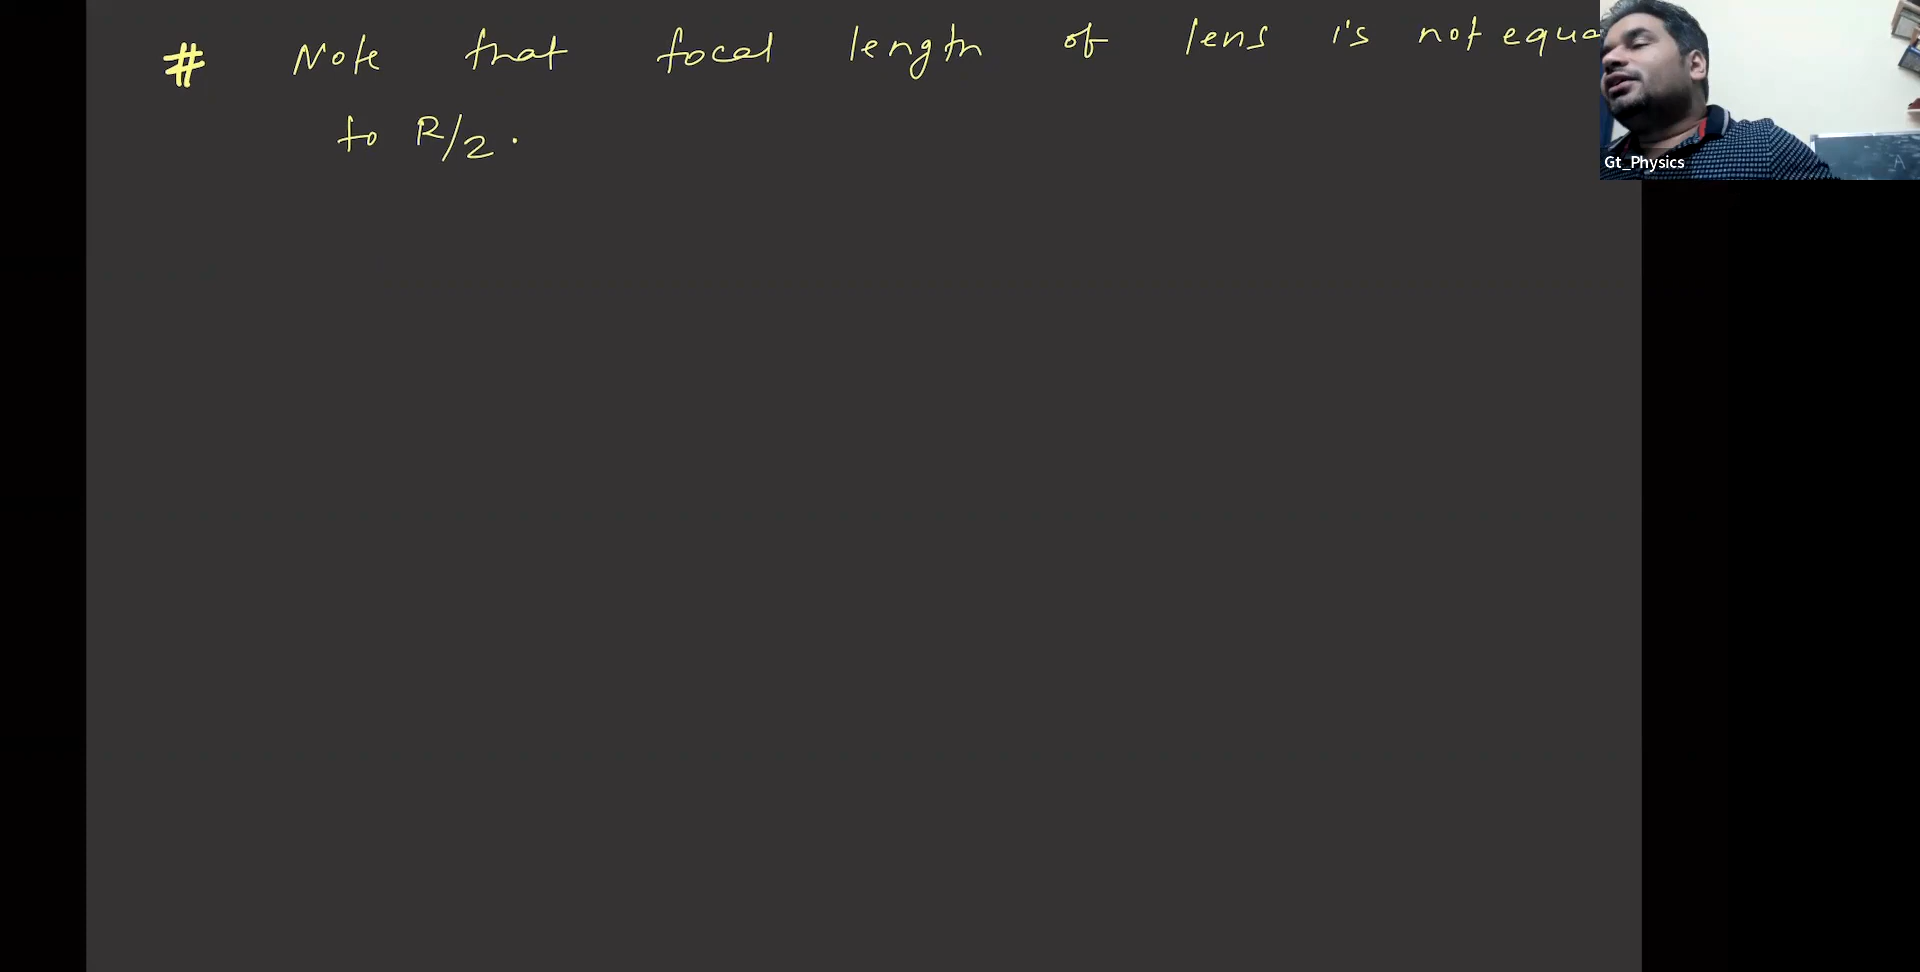 # Note that focal length of lens is not equa
to R/2.
Gt_Physics
A